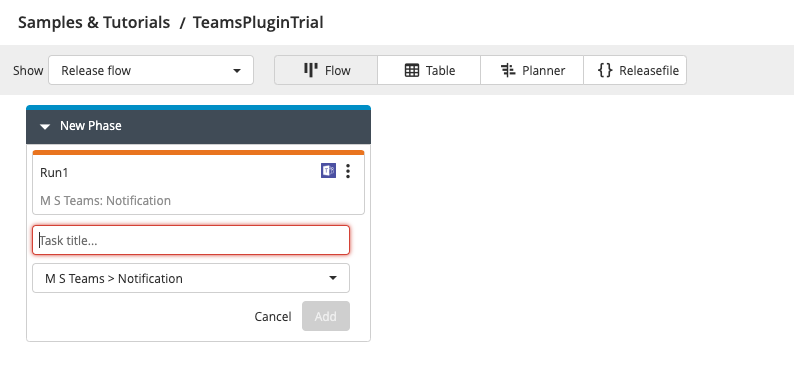 Samples & Tutorials / TeamsPluginTrial
Show Release flow Flow Table Planner {} Releasefile
New Phase
Run1
M S Teams: Notification
Task title...
M S Teams > Notification
Cancel Add